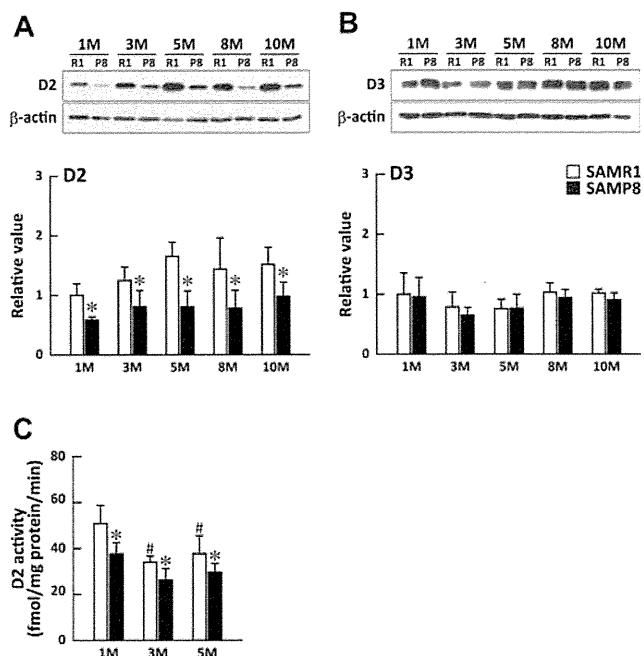 A
1M 3M 5M 8M 10M
R1 P8 R1 P8 R1 P8 R1 P8 R1 P8
D2
β-actin
3
2
1
0
Relative value
D2
* * * * *
1M 3M 5M 8M 10M
B
1M 3M 5M 8M 10M
R1 P8 R1 P8 R1 P8 R1 P8 R1 P8
D3
β-actin
3
2
1
0
Relative value
D3
SAMR1
SAMP8
1M 3M 5M 8M 10M
C
80
60
40
20
0
D2 activity
(fmol/mg protein/min)
* # * # *
1M 3M 5M